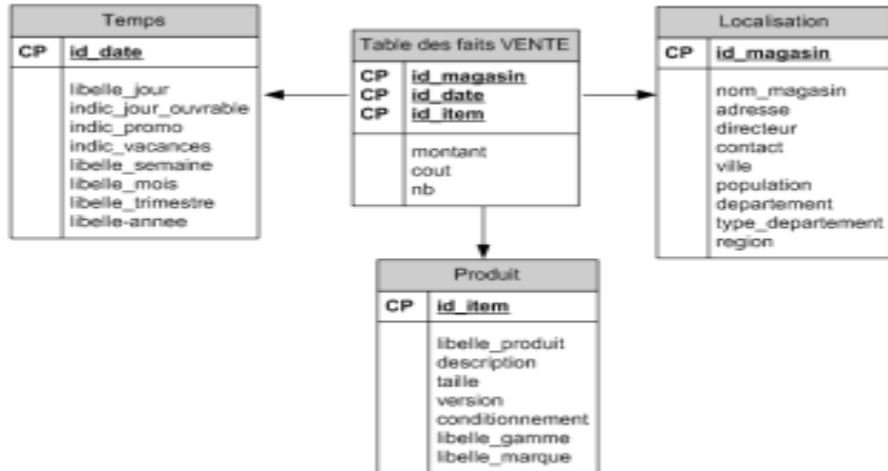 Temps
CP id_date
libelle_jour
indic_jour_ouvrable
indic_promo
indic_vacances
libelle_semaine
libelle_mois
libelle_trimestre
libelle-annee
Table des faits VENTE
CP id_magasin
CP id_date
CP id_item
montant
cout
nb
Localisation
CP id_magasin
nom_magasin
adresse
directeur
contact
ville
population
departement
type_departement
region
Produit
CP id_item
libelle_produit
description
taille
version
conditionnement
libelle_gamme
libelle_marque